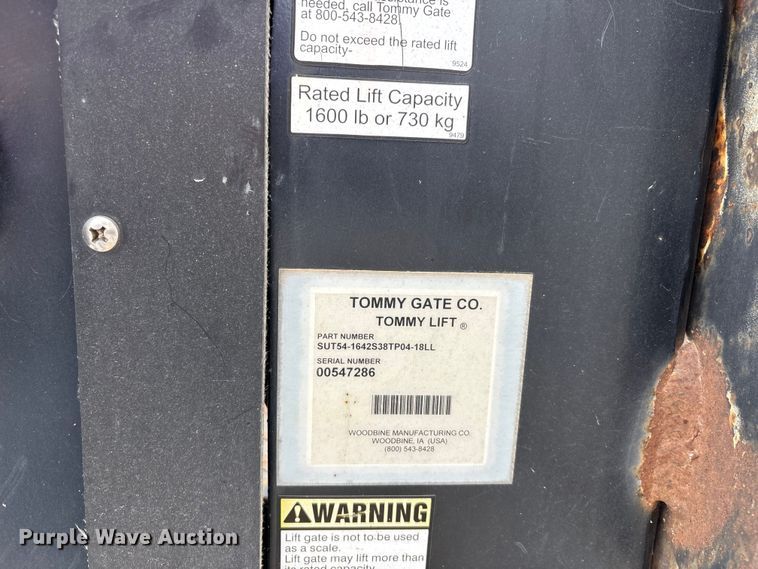 needed, call Tommy Gate
at 800-543-8428.
Do not exceed the rated lift
capacity-
9524
Rated Lift Capacity
1600 lb or 730 kg
9479
TOMMY GATE CO.
TOMMY LIFT ®
PART NUMBER
SUT54-1642S38TP04-18LL
SERIAL NUMBER
00547286
WOODBINE MANUFACTURING CO
WOODBINE, IA (USA)
(800) 543-8428
WARNING
Lift gate is not to be used
as a scale.
Lift gate may lift more than
its rated capacity.
Purple Wave Auction